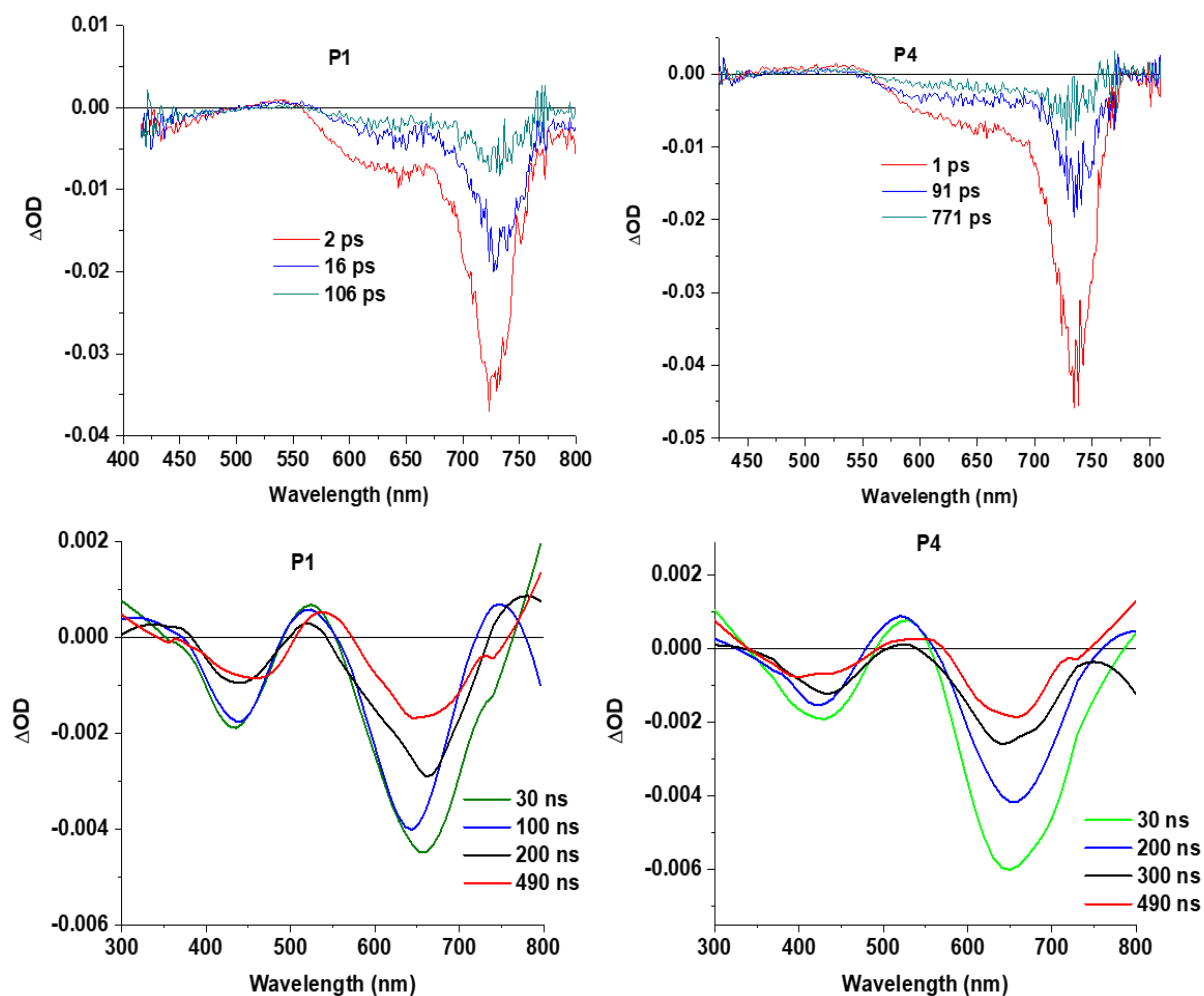 P1
0.01
0.00
-0.01
-0.02
-0.03
-0.04
ΔOD
2 ps
16 ps
106 ps
400 450 500 550 600 650 700 750 800
Wavelength (nm)
P4
0.00
-0.01
-0.02
-0.03
-0.04
-0.05
ΔOD
1 ps
91 ps
771 ps
450 500 550 600 650 700 750 800
Wavelength (nm)
P1
0.002
0.000
-0.002
-0.004
-0.006
ΔOD
30 ns
100 ns
200 ns
490 ns
300 400 500 600 700 800
Wavelength (nm)
P4
0.002
0.000
-0.002
-0.004
-0.006
ΔOD
30 ns
200 ns
300 ns
490 ns
300 400 500 600 700 800
Wavelength (nm)